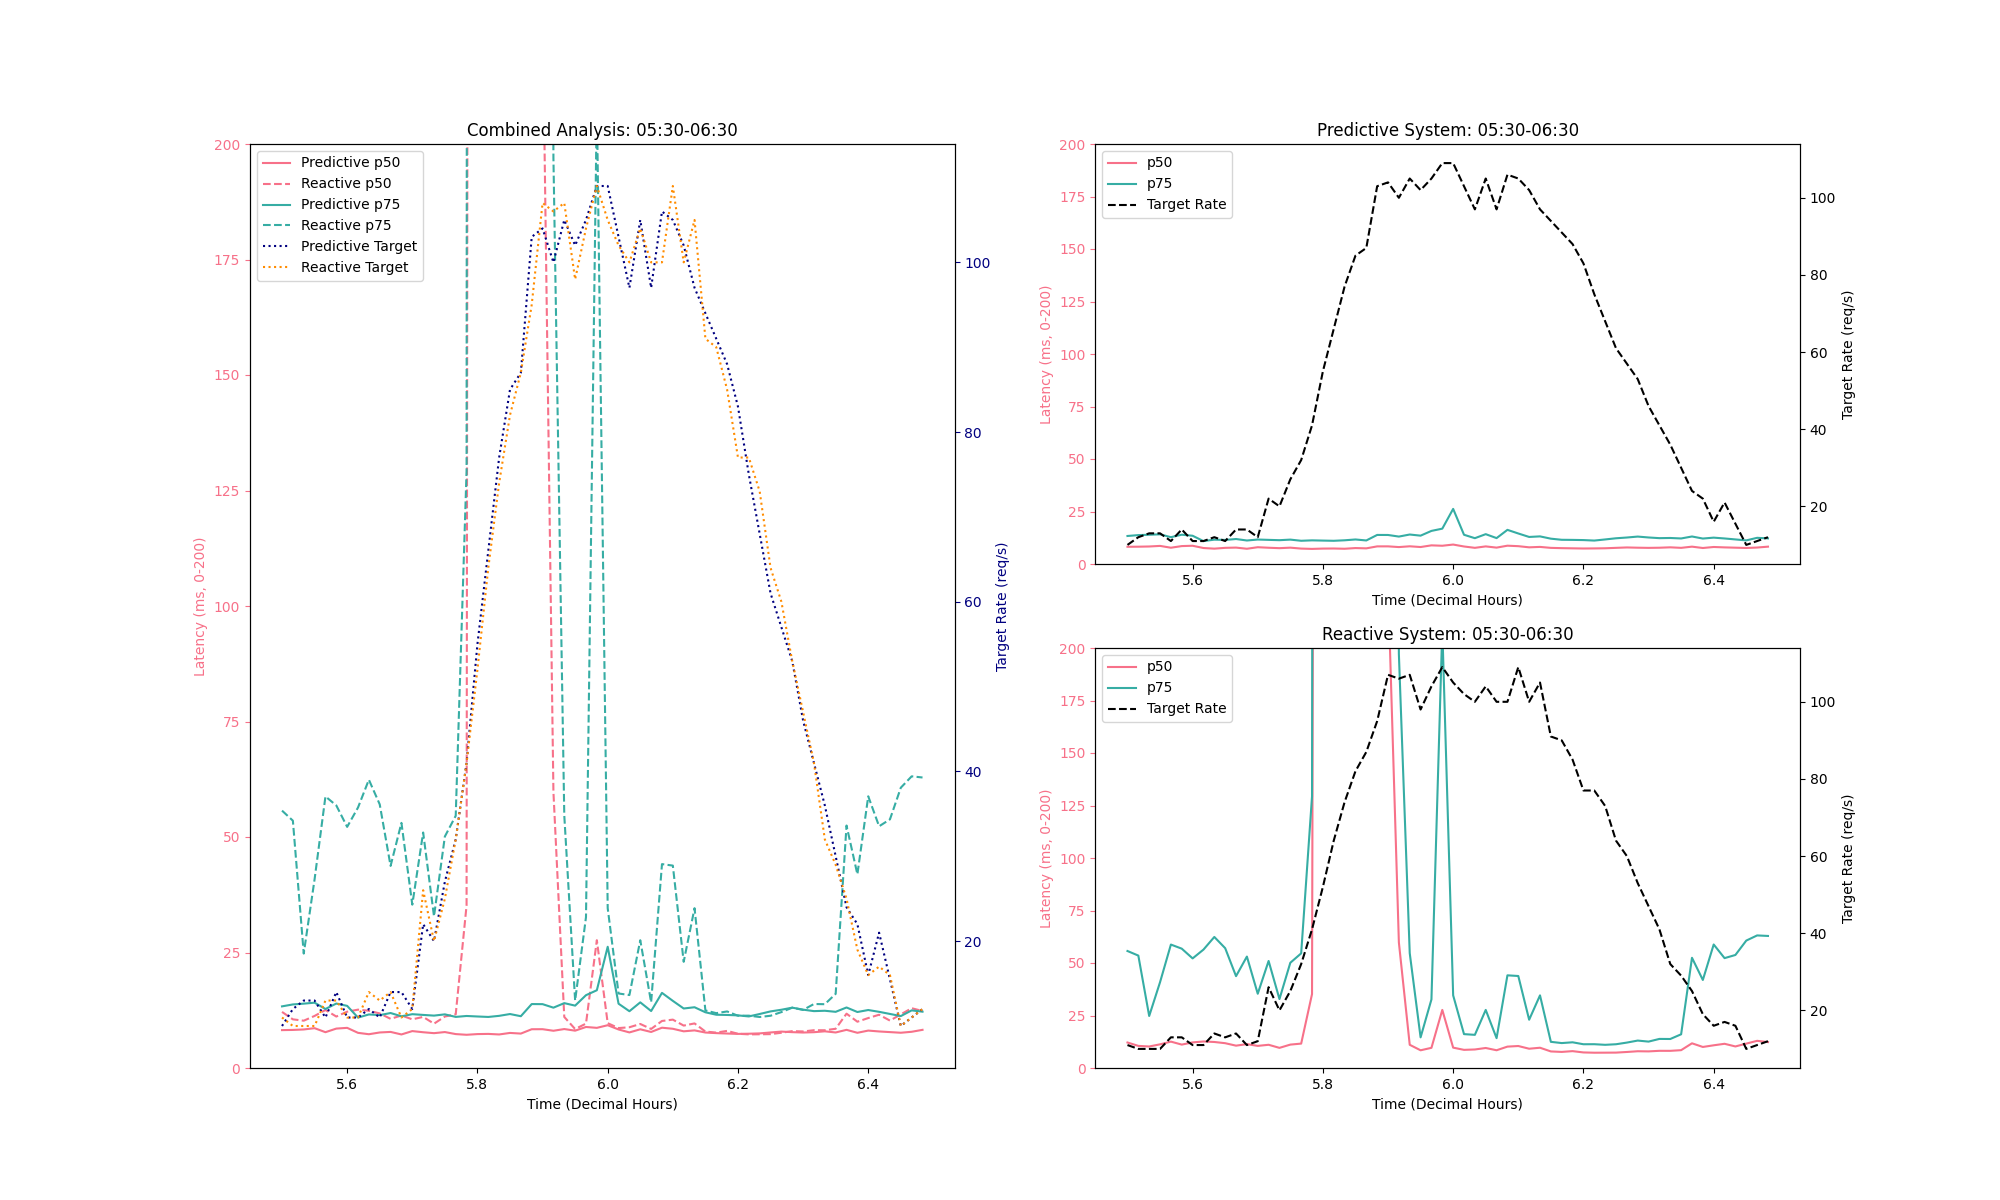 Combined Analysis: 05:30-06:30
Predictive p50
Reactive p50
Predictive p75
Reactive p75
Predictive Target
Reactive Target
200
175
150
125
100
75
50
25
0
Latency (ms, 0-200)
100
80
60
40
20
Target Rate (req/s)
5.6 5.8 6.0 6.2 6.4
Time (Decimal Hours)
Predictive System: 05:30-06:30
p50
p75
Target Rate
200
175
150
125
100
75
50
25
0
Latency (ms, 0-200)
100
80
60
40
20
Target Rate (req/s)
5.6 5.8 6.0 6.2 6.4
Time (Decimal Hours)
Reactive System: 05:30-06:30
p50
p75
Target Rate
200
175
150
125
100
75
50
25
0
Latency (ms, 0-200)
100
80
60
40
20
Target Rate (req/s)
5.6 5.8 6.0 6.2 6.4
Time (Decimal Hours)